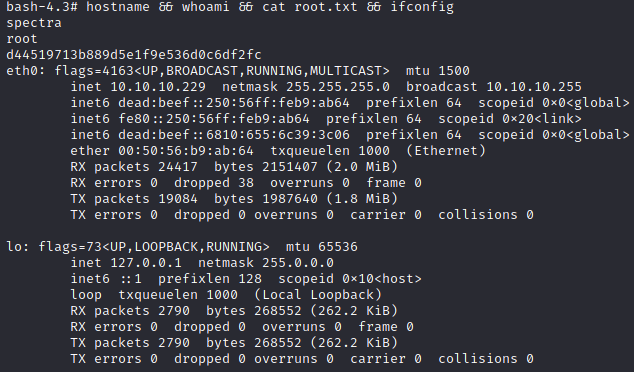 bash-4.3# hostname && whoami && cat root.txt && ifconfig
spectra
root
d44519713b889d5e1f9e536d0c6df2fc
eth0: flags=4163<UP,BROADCAST,RUNNING,MULTICAST>  mtu 1500
        inet 10.10.10.229  netmask 255.255.255.0  broadcast 10.10.10.255
        inet6 dead:beef::250:56ff:feb9:ab64  prefixlen 64  scopeid 0×0<global>
        inet6 fe80::250:56ff:feb9:ab64  prefixlen 64  scopeid 0×20<link>
        inet6 dead:beef::6810:655:6c39:3c06  prefixlen 64  scopeid 0×0<global>
        ether 00:50:56:b9:ab:64  txqueuelen 1000  (Ethernet)
        RX packets 24417  bytes 2151407 (2.0 MiB)
        RX errors 0  dropped 38  overruns 0  frame 0
        TX packets 19084  bytes 1987640 (1.8 MiB)
        TX errors 0  dropped 0 overruns 0  carrier 0  collisions 0
lo: flags=73<UP,LOOPBACK,RUNNING>  mtu 65536
        inet 127.0.0.1  netmask 255.0.0.0
        inet6 ::1  prefixlen 128  scopeid 0×10<host>
        loop  txqueuelen 1000  (Local Loopback)
        RX packets 2790  bytes 268552 (262.2 KiB)
        RX errors 0  dropped 0  overruns 0  frame 0
        TX packets 2790  bytes 268552 (262.2 KiB)
        TX errors 0  dropped 0 overruns 0  carrier 0  collisions 0